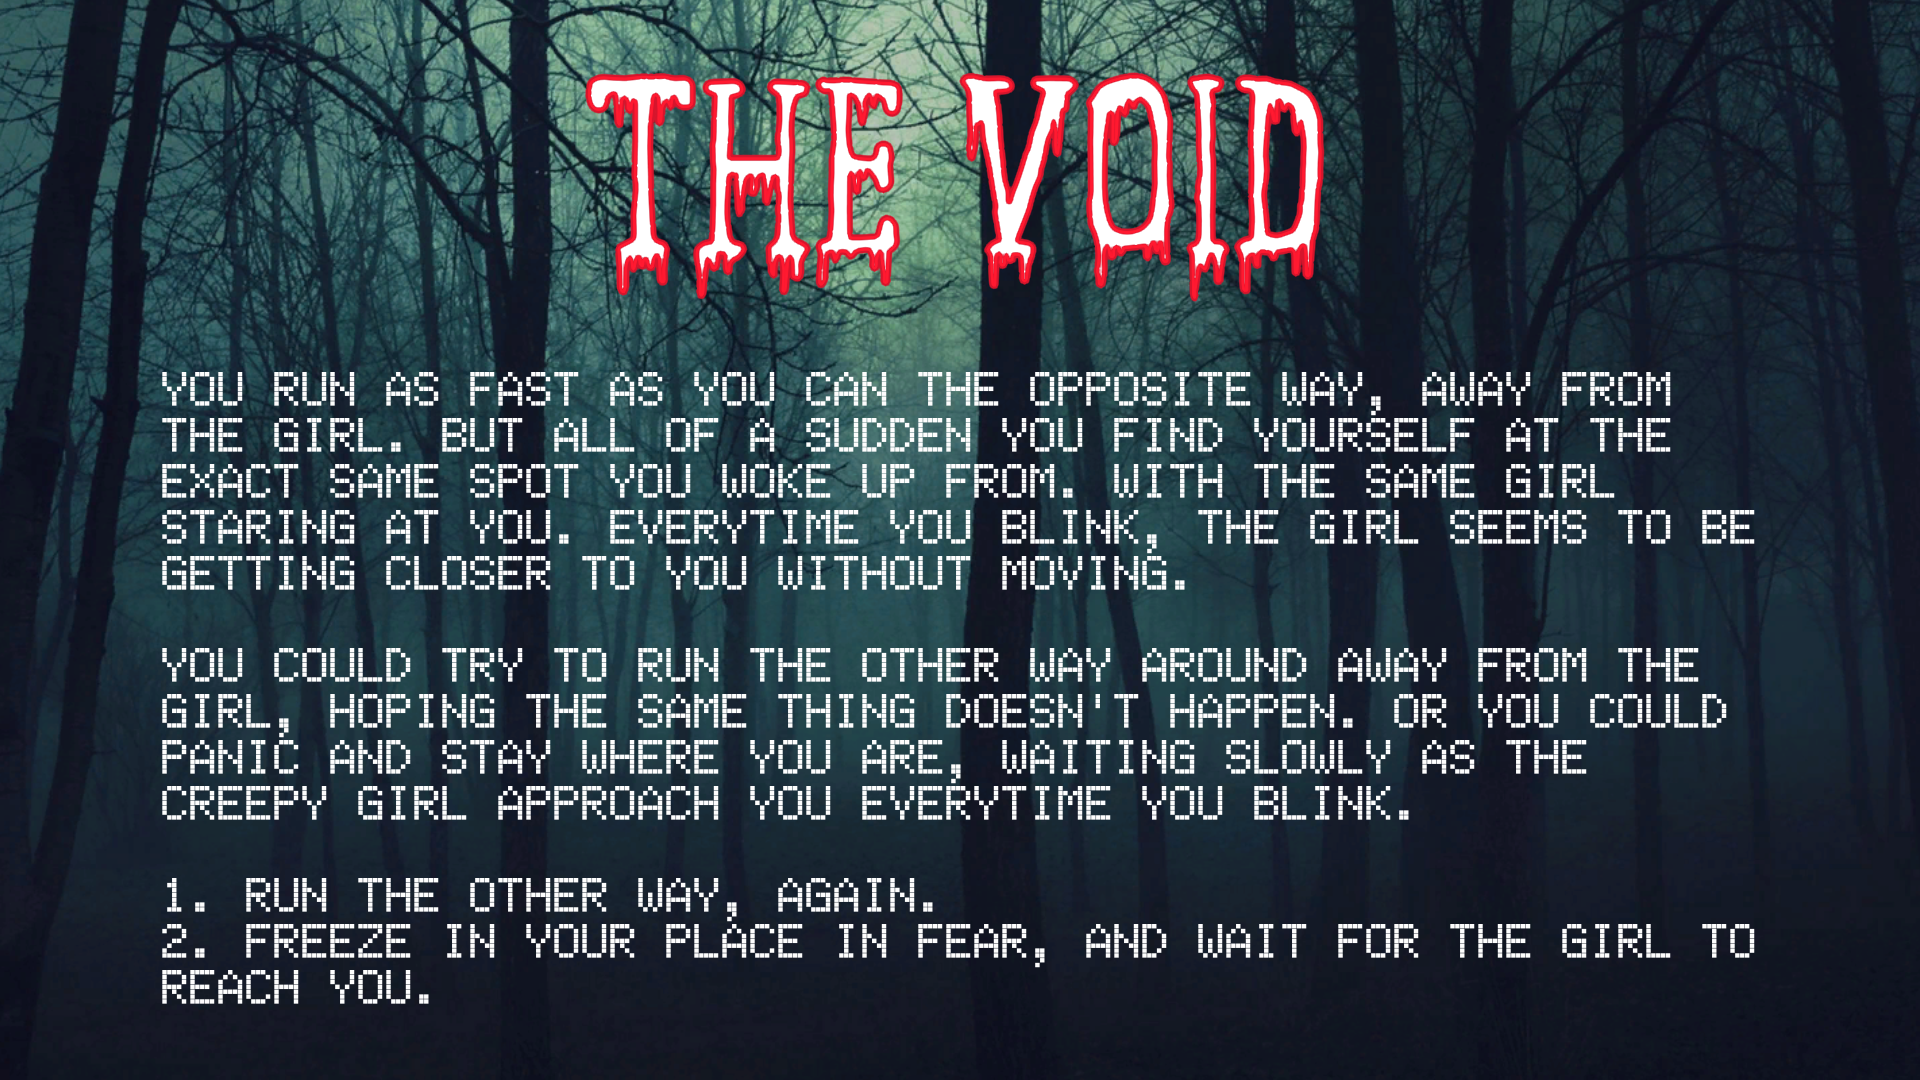 THE VOID
YOU RUN AS FAST AS YOU CAN THE OPPOSITE WAY, AWAY FROM
THE GIRL. BUT ALL OF A SUDDEN YOU FIND YOURSELF AT THE
EXACT SAME SPOT YOU WOKE UP FROM. WITH THE SAME GIRL
STARING AT YOU. EVERYTIME YOU BLINK, THE GIRL SEEMS TO BE
GETTING CLOSER TO YOU WITHOUT MOVING.
YOU COULD TRY TO RUN THE OTHER WAY AROUND AWAY FROM THE
GIRL, HOPING THE SAME THING DOESN'T HAPPEN. OR YOU COULD
PANIC AND STAY WHERE YOU ARE, WAITING SLOWLY AS THE
CREEPY GIRL APPROACH YOU EVERYTIME YOU BLINK.
1. RUN THE OTHER WAY, AGAIN.
2. FREEZE IN YOUR PLACE IN FEAR, AND WAIT FOR THE GIRL TO
REACH YOU.